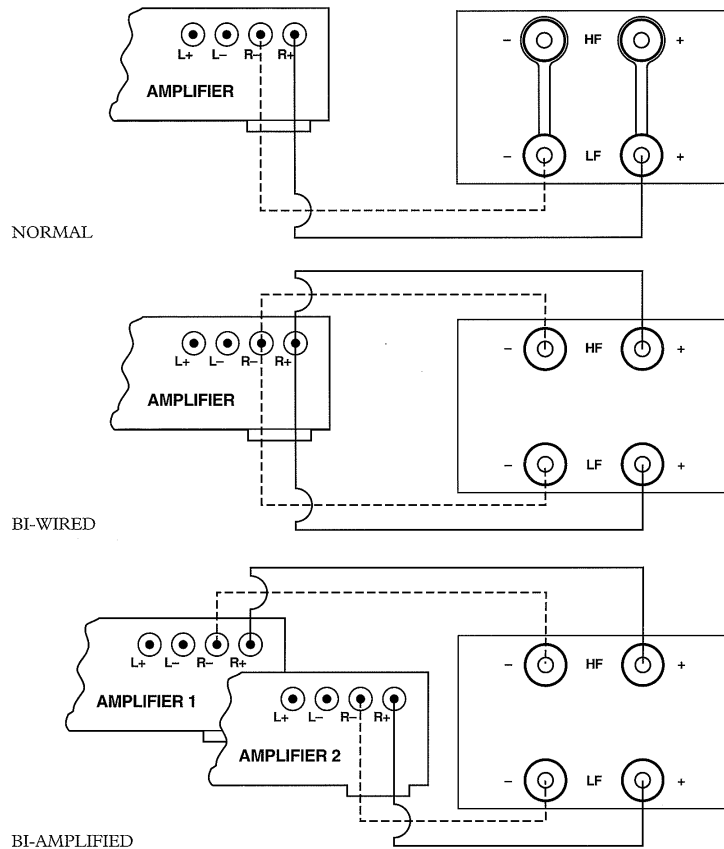 – HF +
L+ L– R– R+
AMPLIFIER
– LF +
NORMAL
– HF +
L+ L– R– R+
AMPLIFIER
– LF +
BI-WIRED
– HF +
L+ L– R– R+
AMPLIFIER 1
L+ L– R– R+
AMPLIFIER 2
– LF +
BI-AMPLIFIED